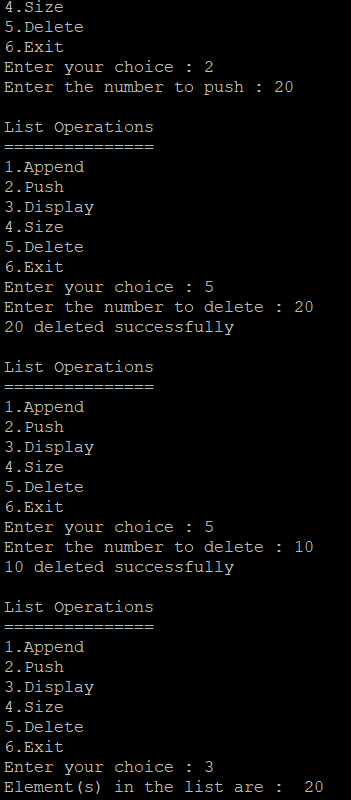 4.Size
5.Delete
6.Exit
Enter your choice : 2
Enter the number to push : 20
List Operations
===============
1.Append
2.Push
3.Display
4.Size
5.Delete
6.Exit
Enter your choice : 5
Enter the number to delete : 20
20 deleted successfully
List Operations
===============
1.Append
2.Push
3.Display
4.Size
5.Delete
6.Exit
Enter your choice : 5
Enter the number to delete : 10
10 deleted successfully
List Operations
===============
1.Append
2.Push
3.Display
4.Size
5.Delete
6.Exit
Enter your choice : 3
Element(s) in the list are :  20